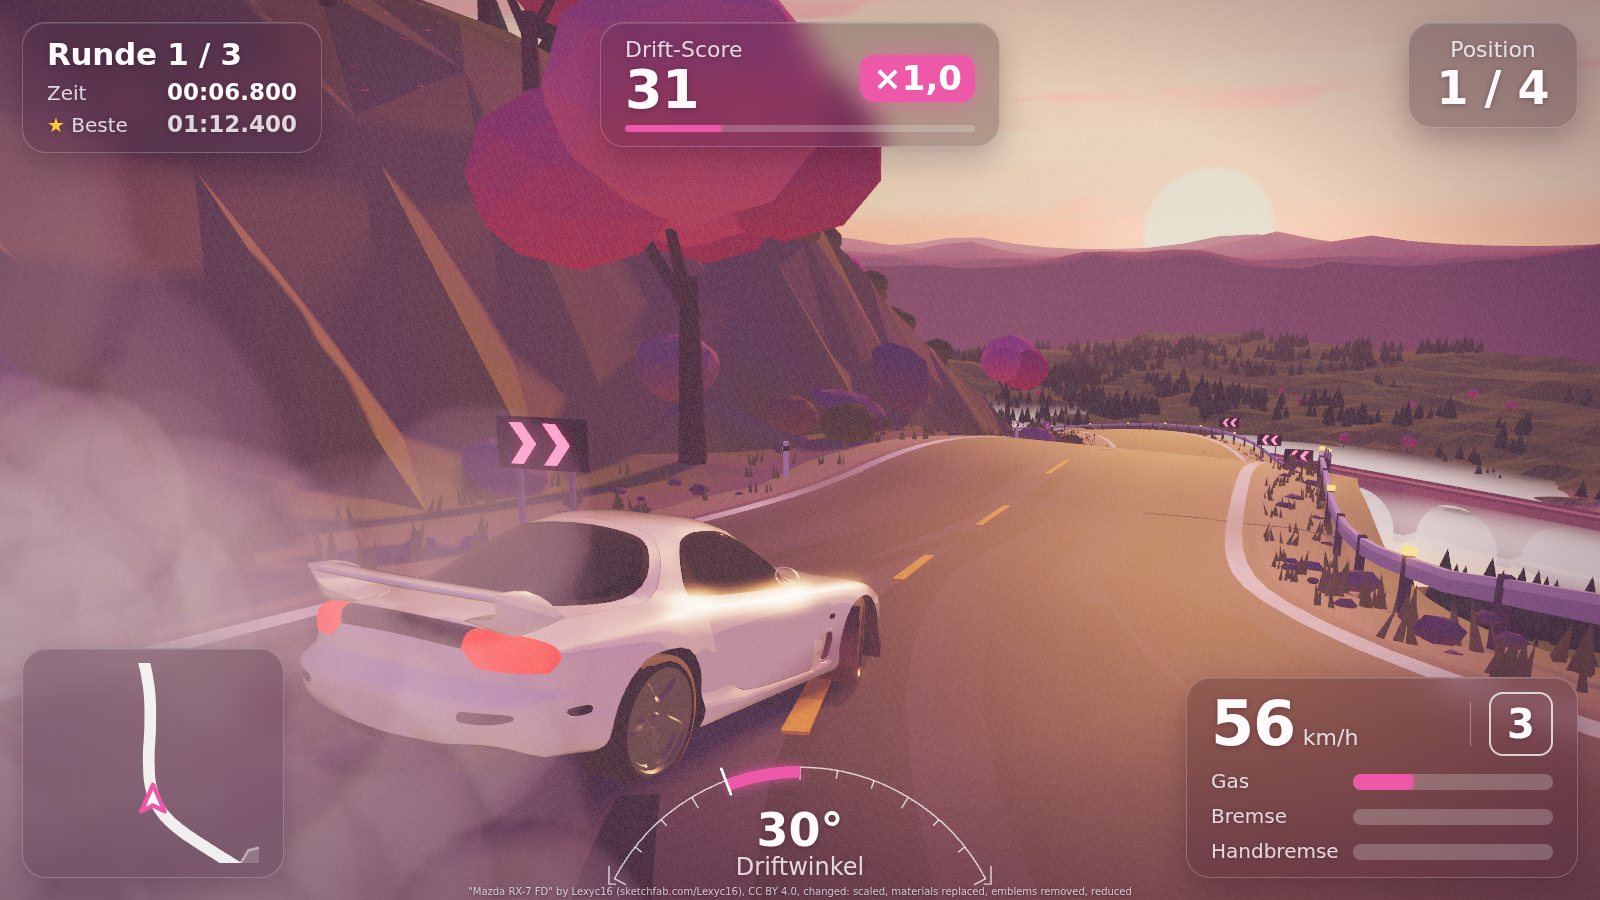 Runde 1 / 3
Zeit 00:06.800
★ Beste 01:12.400
Drift-Score
31
×1,0
Position
1 / 4
56 km/h
3
Gas
Bremse
Handbremse
30°
Driftwinkel
"Mazda RX-7 FD" by Lexyc16 (sketchfab.com/Lexyc16), CC BY 4.0, changed: scaled, materials replaced, emblems removed, reduced